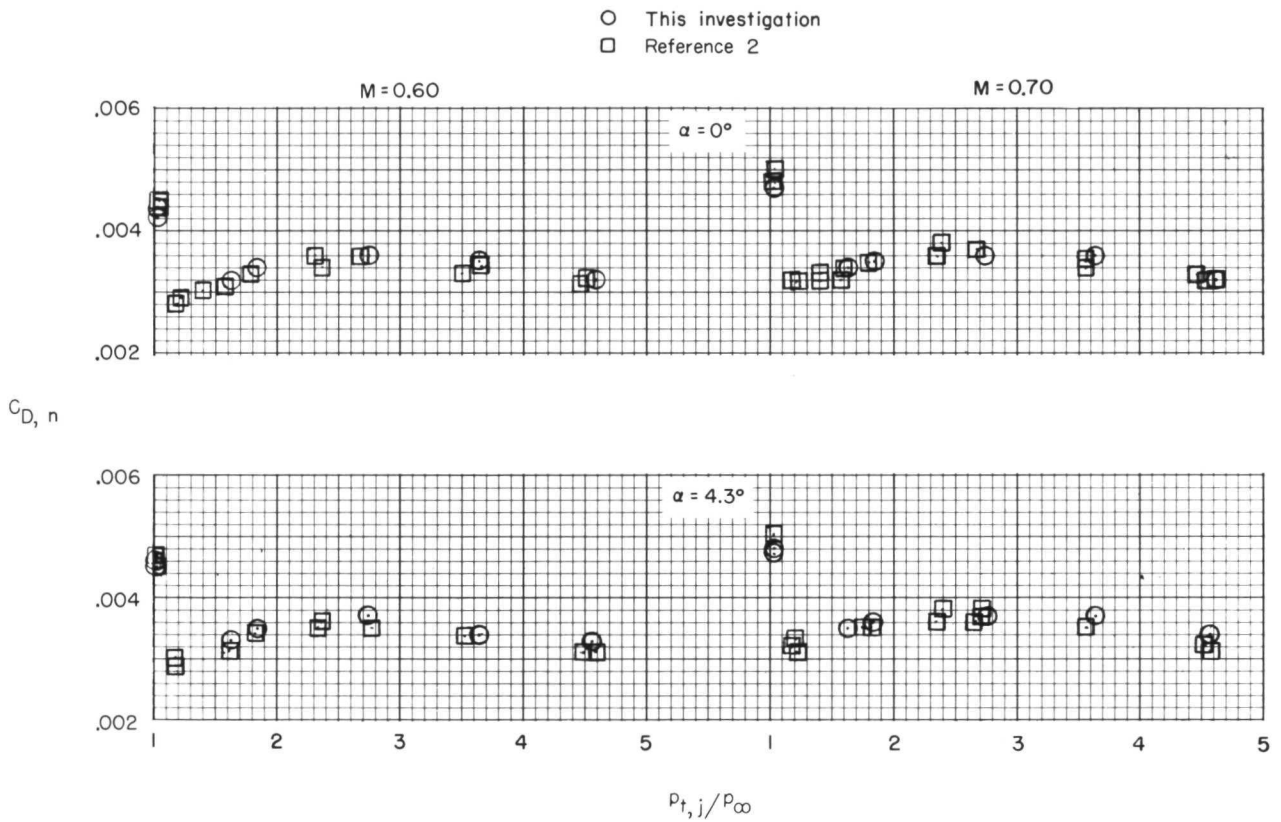 This investigation
Reference 2
M = 0.60
M = 0.70
.006
α = 0°
.004
.002
C_D, n
.006
α = 4.3°
.004
.002
1 2 3 4 5 1 2 3 4 5
p_t, j/p_∞